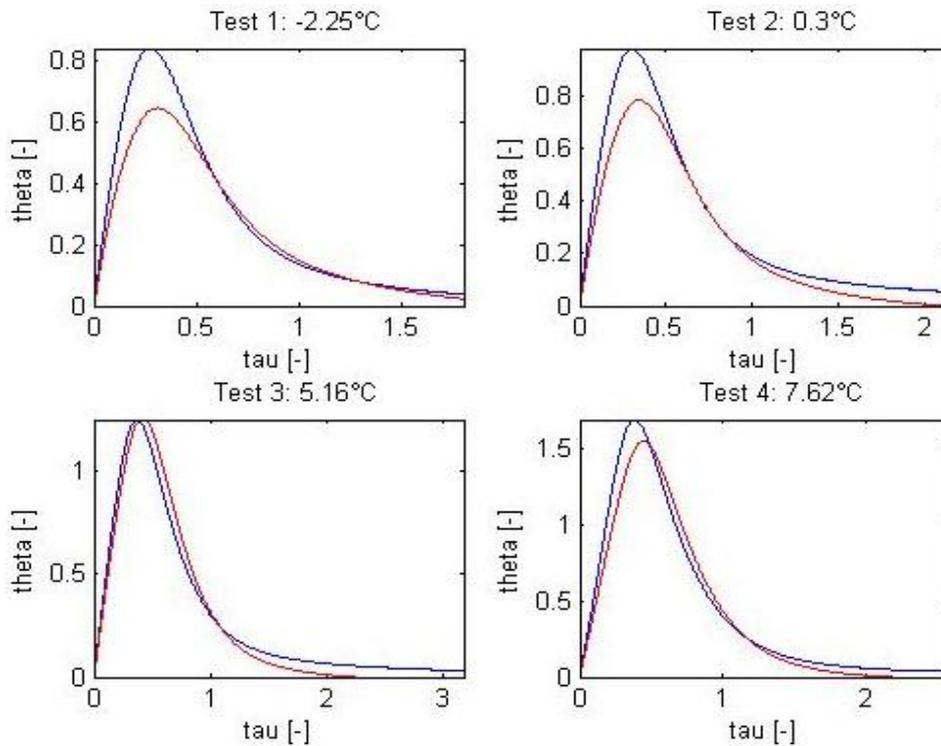 Test 1: -2.25°C
Test 2: 0.3°C
0.8
0.6
0.4
0.2
0
theta [-]
0 0.5 1 1.5
tau [-]
0.8
0.6
0.4
0.2
0
theta [-]
0 0.5 1 1.5 2
tau [-]
Test 3: 5.16°C
Test 4: 7.62°C
1
0.5
0
theta [-]
0 1 2 3
tau [-]
1.5
1
0.5
0
theta [-]
0 1 2
tau [-]